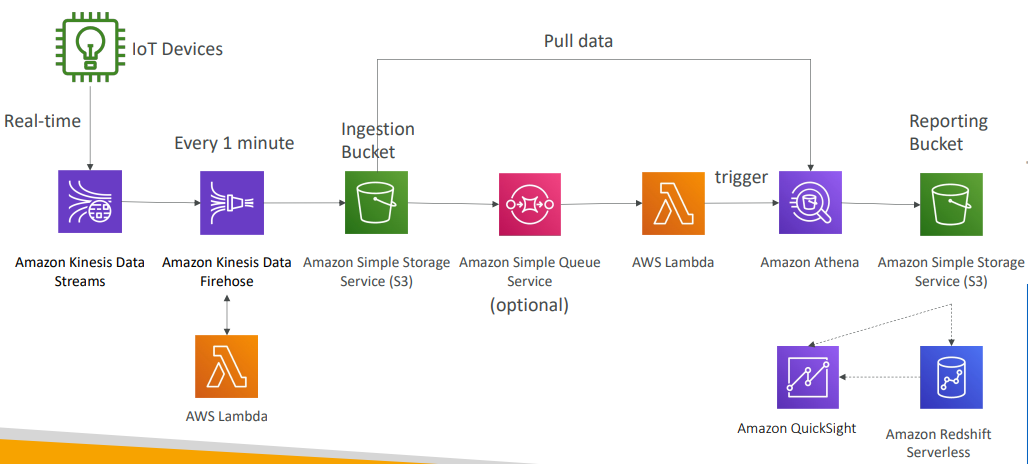 IoT Devices
Pull data
Real-time
Every 1 minute
Ingestion
Bucket
Reporting
Bucket
trigger
Amazon Kinesis Data
Streams
Amazon Kinesis Data
Firehose
Amazon Simple Storage
Service (S3)
Amazon Simple Queue
Service
(optional)
AWS Lambda
Amazon Athena
Amazon Simple Storage
Service (S3)
AWS Lambda
Amazon QuickSight
Amazon Redshift
Serverless